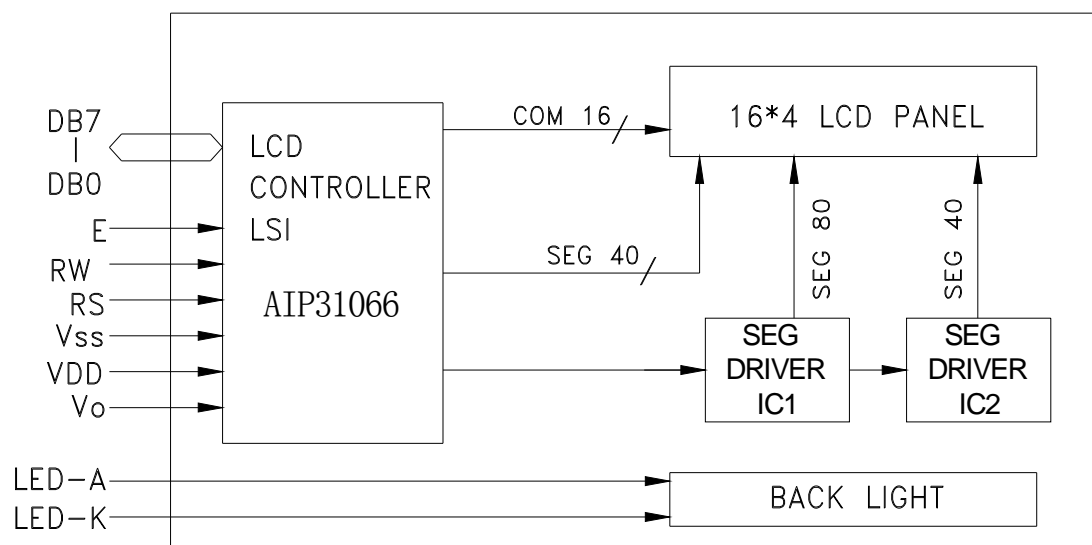 DB7
DB0
E
RW
RS
Vss
VDD
Vo
LED-A
LED-K
LCD
CONTROLLER
LSI
AIP31066
COM 16
SEG 40
16*4 LCD PANEL
SEG 80
SEG 40
SEG
DRIVER
IC1
SEG
DRIVER
IC2
BACK LIGHT